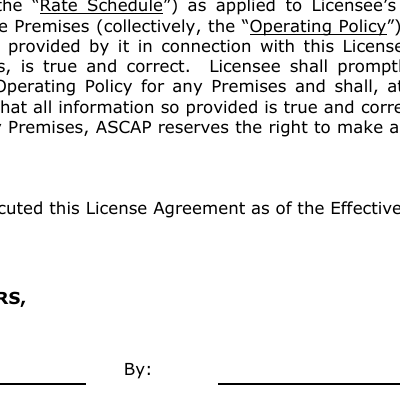 the “Rate Schedule”) as applied to Licensee’s
e Premises (collectively, the “Operating Policy”)
provided by it in connection with this License
s, is true and correct. Licensee shall promptl
Operating Policy for any Premises and shall, at
hat all information so provided is true and corre
y Premises, ASCAP reserves the right to make a
cuted this License Agreement as of the Effective
RS,
By: